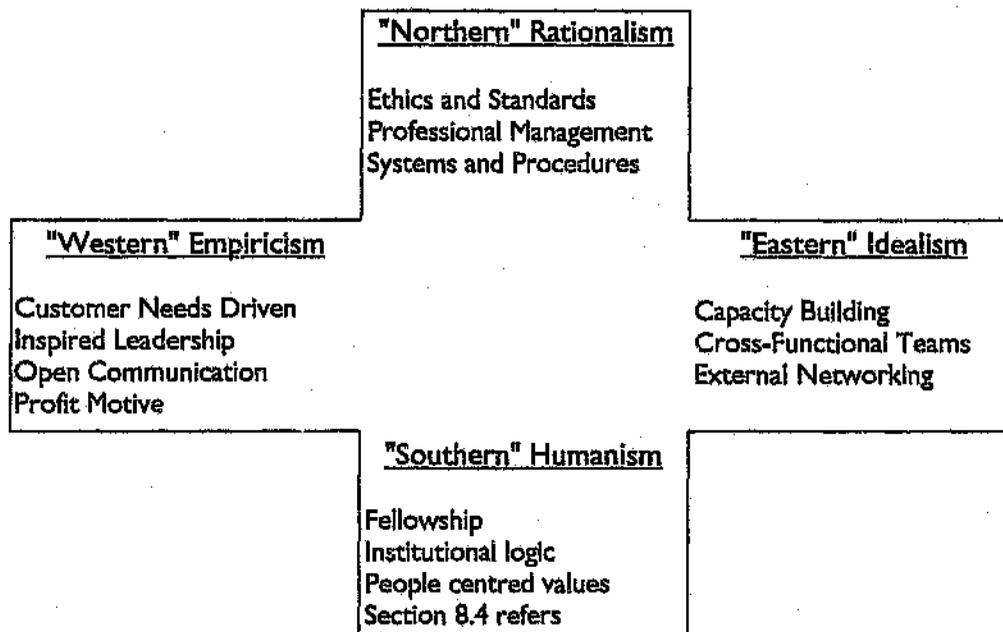 "Northern" Rationalism
Ethics and Standards
Professional Management
Systems and Procedures
"Western" Empiricism
Customer Needs Driven
Inspired Leadership
Open Communication
Profit Motive
"Eastern" Idealism
Capacity Building
Cross-Functional Teams
External Networking
"Southern" Humanism
Fellowship
Institutional logic
People centred values
Section 8.4 refers